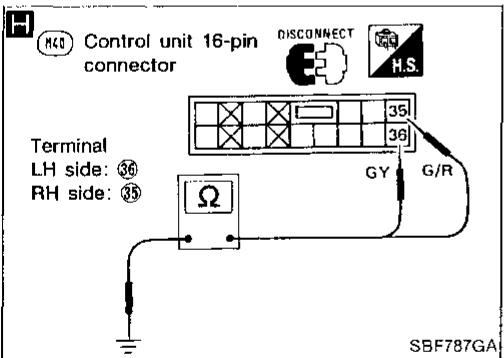 H
M40 Control unit 16-pin
connector
DISCONNECT
H.S.
35
36
Terminal
LH side: 36
RH side: 35
GY G/R
Ω
SBF787GA